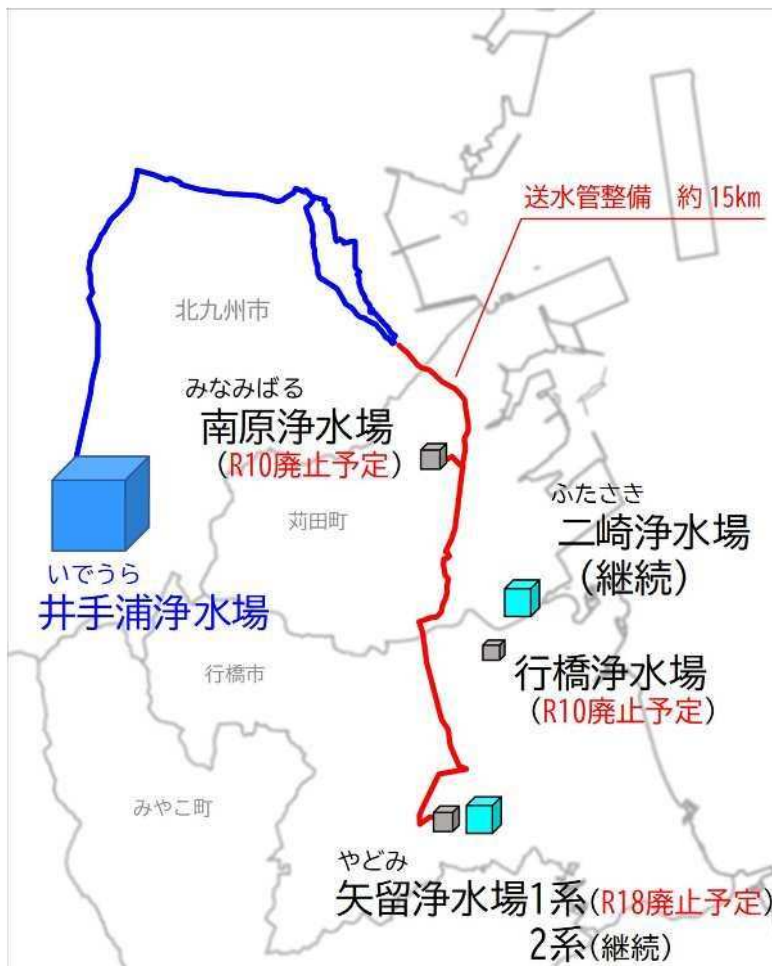 送水管整備　約15km
北九州市
みなみばる
南原浄水場
（R10廃止予定）
苅田町
ふたさき
二崎浄水場
（継続）
いでうら
井手浦浄水場
行橋市
行橋浄水場
（R10廃止予定）
みやこ町
やどみ
矢留浄水場1系（R18廃止予定）
2系（継続）